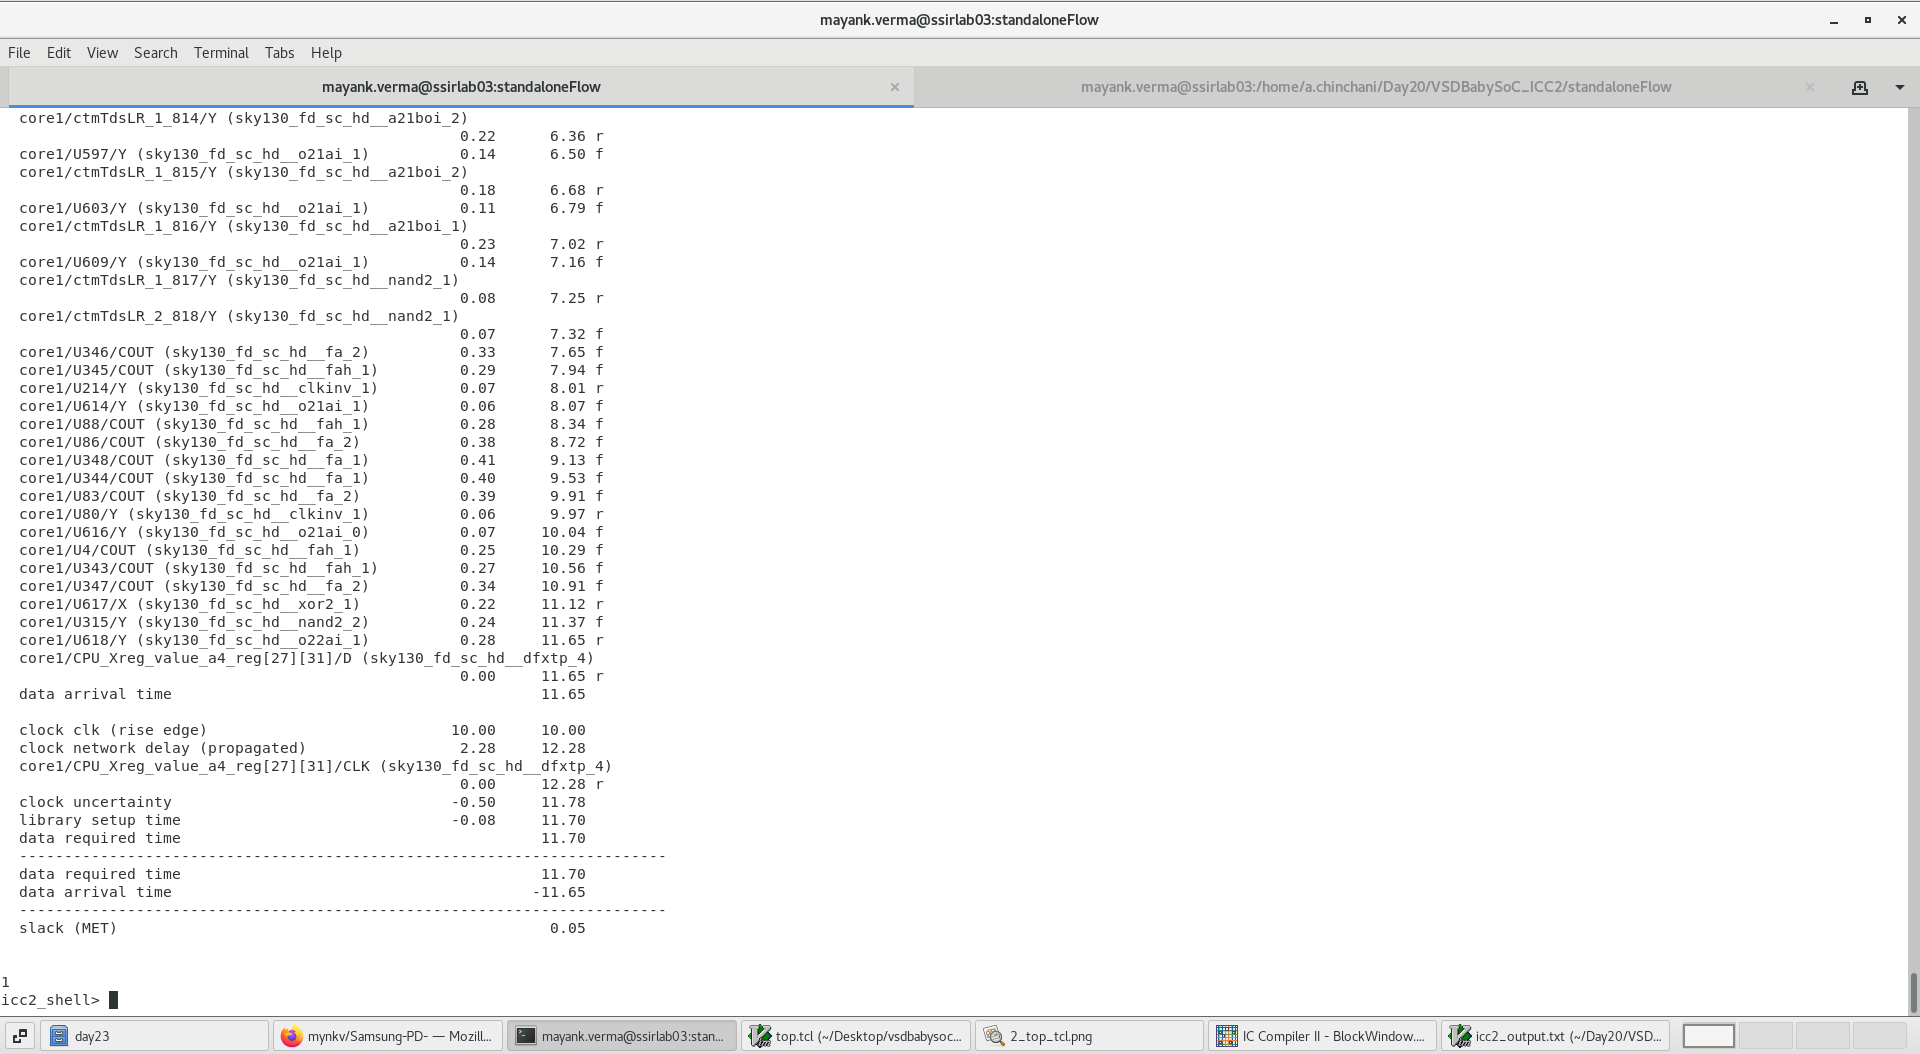 mayank.verma@ssirlab03:standaloneFlow
File Edit View Search Terminal Tabs Help
mayank.verma@ssirlab03:standaloneFlow
mayank.verma@ssirlab03:/home/a.chinchani/Day20/VSDBabySoC_ICC2/standaloneFlow
core1/ctmTdsLR_1_814/Y (sky130_fd_sc_hd__a21boi_2)
0.22 6.36 r
core1/U597/Y (sky130_fd_sc_hd__o21ai_1) 0.14 6.50 f
core1/ctmTdsLR_1_815/Y (sky130_fd_sc_hd__a21boi_2)
0.18 6.68 r
core1/U603/Y (sky130_fd_sc_hd__o21ai_1) 0.11 6.79 f
core1/ctmTdsLR_1_816/Y (sky130_fd_sc_hd__a21boi_1)
0.23 7.02 r
core1/U609/Y (sky130_fd_sc_hd__o21ai_1) 0.14 7.16 f
core1/ctmTdsLR_1_817/Y (sky130_fd_sc_hd__nand2_1)
0.08 7.25 r
core1/ctmTdsLR_2_818/Y (sky130_fd_sc_hd__nand2_1)
0.07 7.32 f
core1/U346/COUT (sky130_fd_sc_hd__fa_2) 0.33 7.65 f
core1/U345/COUT (sky130_fd_sc_hd__fah_1) 0.29 7.94 f
core1/U214/Y (sky130_fd_sc_hd__clkinv_1) 0.07 8.01 r
core1/U614/Y (sky130_fd_sc_hd__o21ai_1) 0.06 8.07 f
core1/U88/COUT (sky130_fd_sc_hd__fah_1) 0.28 8.34 f
core1/U86/COUT (sky130_fd_sc_hd__fa_2) 0.38 8.72 f
core1/U348/COUT (sky130_fd_sc_hd__fa_1) 0.41 9.13 f
core1/U344/COUT (sky130_fd_sc_hd__fa_1) 0.40 9.53 f
core1/U83/COUT (sky130_fd_sc_hd__fa_2) 0.39 9.91 f
core1/U80/Y (sky130_fd_sc_hd__clkinv_1) 0.06 9.97 r
core1/U616/Y (sky130_fd_sc_hd__o21ai_0) 0.07 10.04 f
core1/U4/COUT (sky130_fd_sc_hd__fah_1) 0.25 10.29 f
core1/U343/COUT (sky130_fd_sc_hd__fah_1) 0.27 10.56 f
core1/U347/COUT (sky130_fd_sc_hd__fa_2) 0.34 10.91 f
core1/U617/X (sky130_fd_sc_hd__xor2_1) 0.22 11.12 r
core1/U315/Y (sky130_fd_sc_hd__nand2_2) 0.24 11.37 f
core1/U618/Y (sky130_fd_sc_hd__o22ai_1) 0.28 11.65 r
core1/CPU_Xreg_value_a4_reg[27][31]/D (sky130_fd_sc_hd__dfxtp_4)
0.00 11.65 r
data arrival time 11.65
clock clk (rise edge) 10.00 10.00
clock network delay (propagated) 2.28 12.28
core1/CPU_Xreg_value_a4_reg[27][31]/CLK (sky130_fd_sc_hd__dfxtp_4)
0.00 12.28 r
clock uncertainty -0.50 11.78
library setup time -0.08 11.70
data required time 11.70
------------------------------------------------------------------------
data required time 11.70
data arrival time -11.65
------------------------------------------------------------------------
slack (MET) 0.05
1
icc2_shell>
day23
mynkv/Samsung-PD- — Mozill...
mayank.verma@ssirlab03:stan...
top.tcl (~/Desktop/vsdbabysoc...
2_top_tcl.png
IC Compiler II - BlockWindow....
icc2_output.txt (~/Day20/VSD...